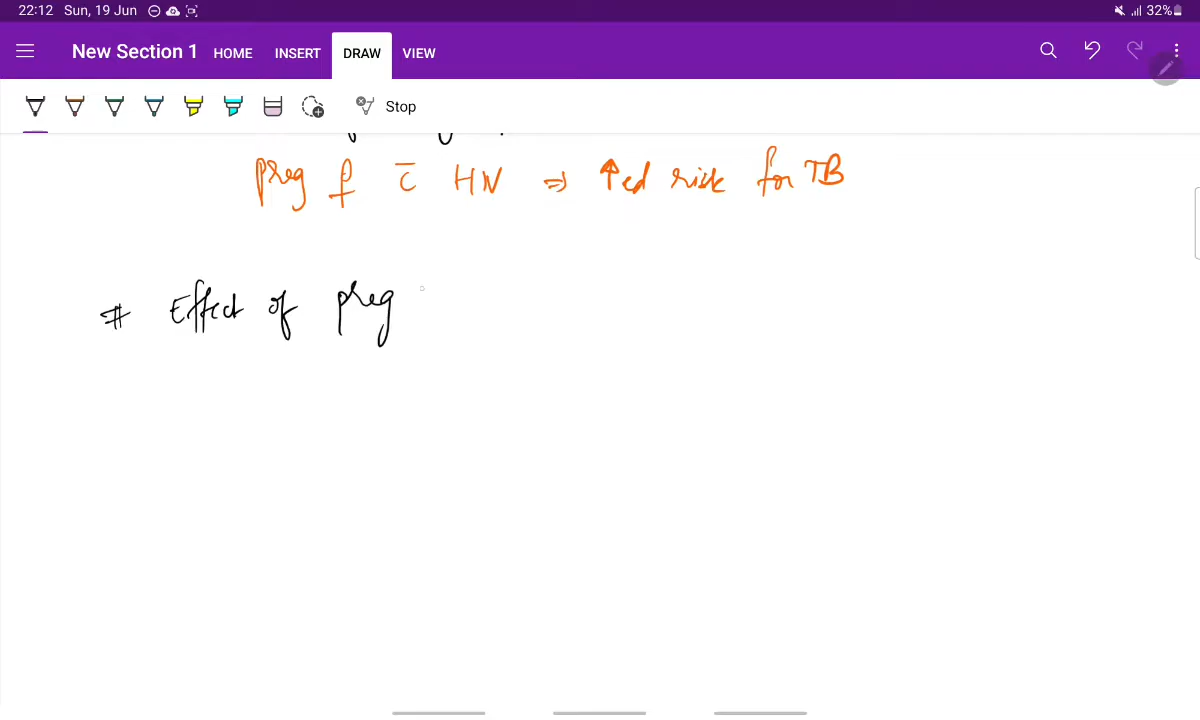 22:12 Sun, 19 Jun 32%
New Section 1 HOME INSERT DRAW VIEW
Stop
preg f c̅ HIV ⇒ ↑ed risk for TB
# Effect of preg